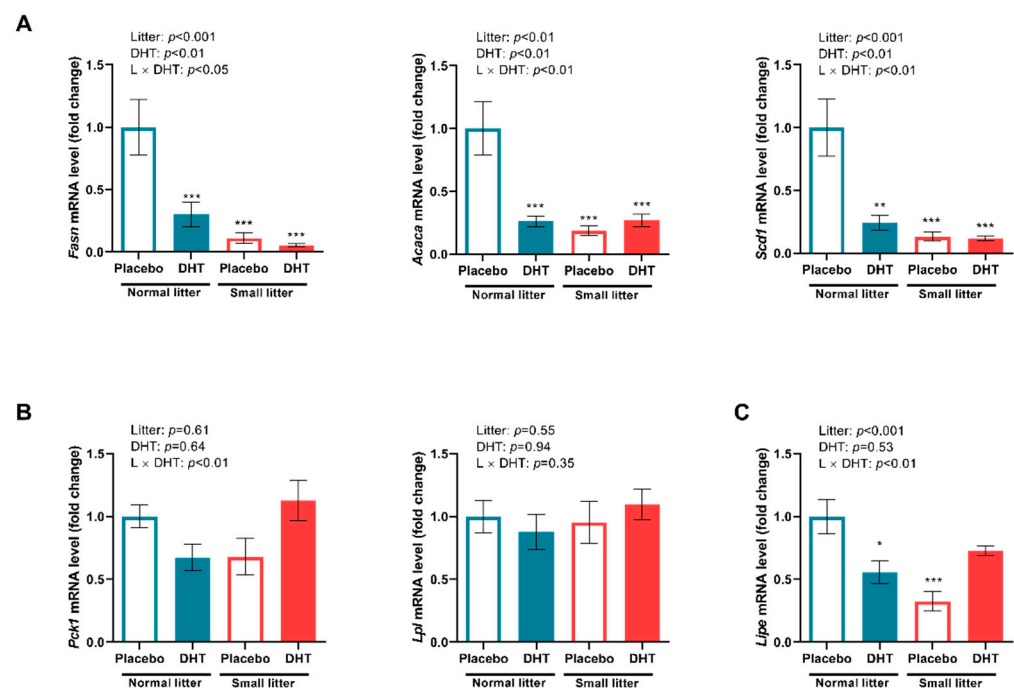 A
Litter: p<0.001
DHT: p<0.01
L × DHT: p<0.05
Fasn mRNA level (fold change)
1.5
1.0
0.5
0.0
***
***
***
Placebo DHT Placebo DHT
Normal litter Small litter
Litter: p<0.01
DHT: p<0.01
L × DHT: p<0.01
Acaca mRNA level (fold change)
1.5
1.0
0.5
0.0
***
***
***
Placebo DHT Placebo DHT
Normal litter Small litter
Litter: p<0.001
DHT: p<0.01
L × DHT: p<0.01
Scd1 mRNA level (fold change)
1.5
1.0
0.5
0.0
**
***
***
Placebo DHT Placebo DHT
Normal litter Small litter
B
Litter: p=0.61
DHT: p=0.64
L × DHT: p<0.01
Pck1 mRNA level (fold change)
1.5
1.0
0.5
0.0
Placebo DHT Placebo DHT
Normal litter Small litter
Litter: p=0.55
DHT: p=0.94
L × DHT: p=0.35
Lpl mRNA level (fold change)
1.5
1.0
0.5
0.0
Placebo DHT Placebo DHT
Normal litter Small litter
C
Litter: p<0.001
DHT: p=0.53
L × DHT: p<0.01
Lipe mRNA level (fold change)
1.5
1.0
0.5
0.0
*
***
Placebo DHT Placebo DHT
Normal litter Small litter